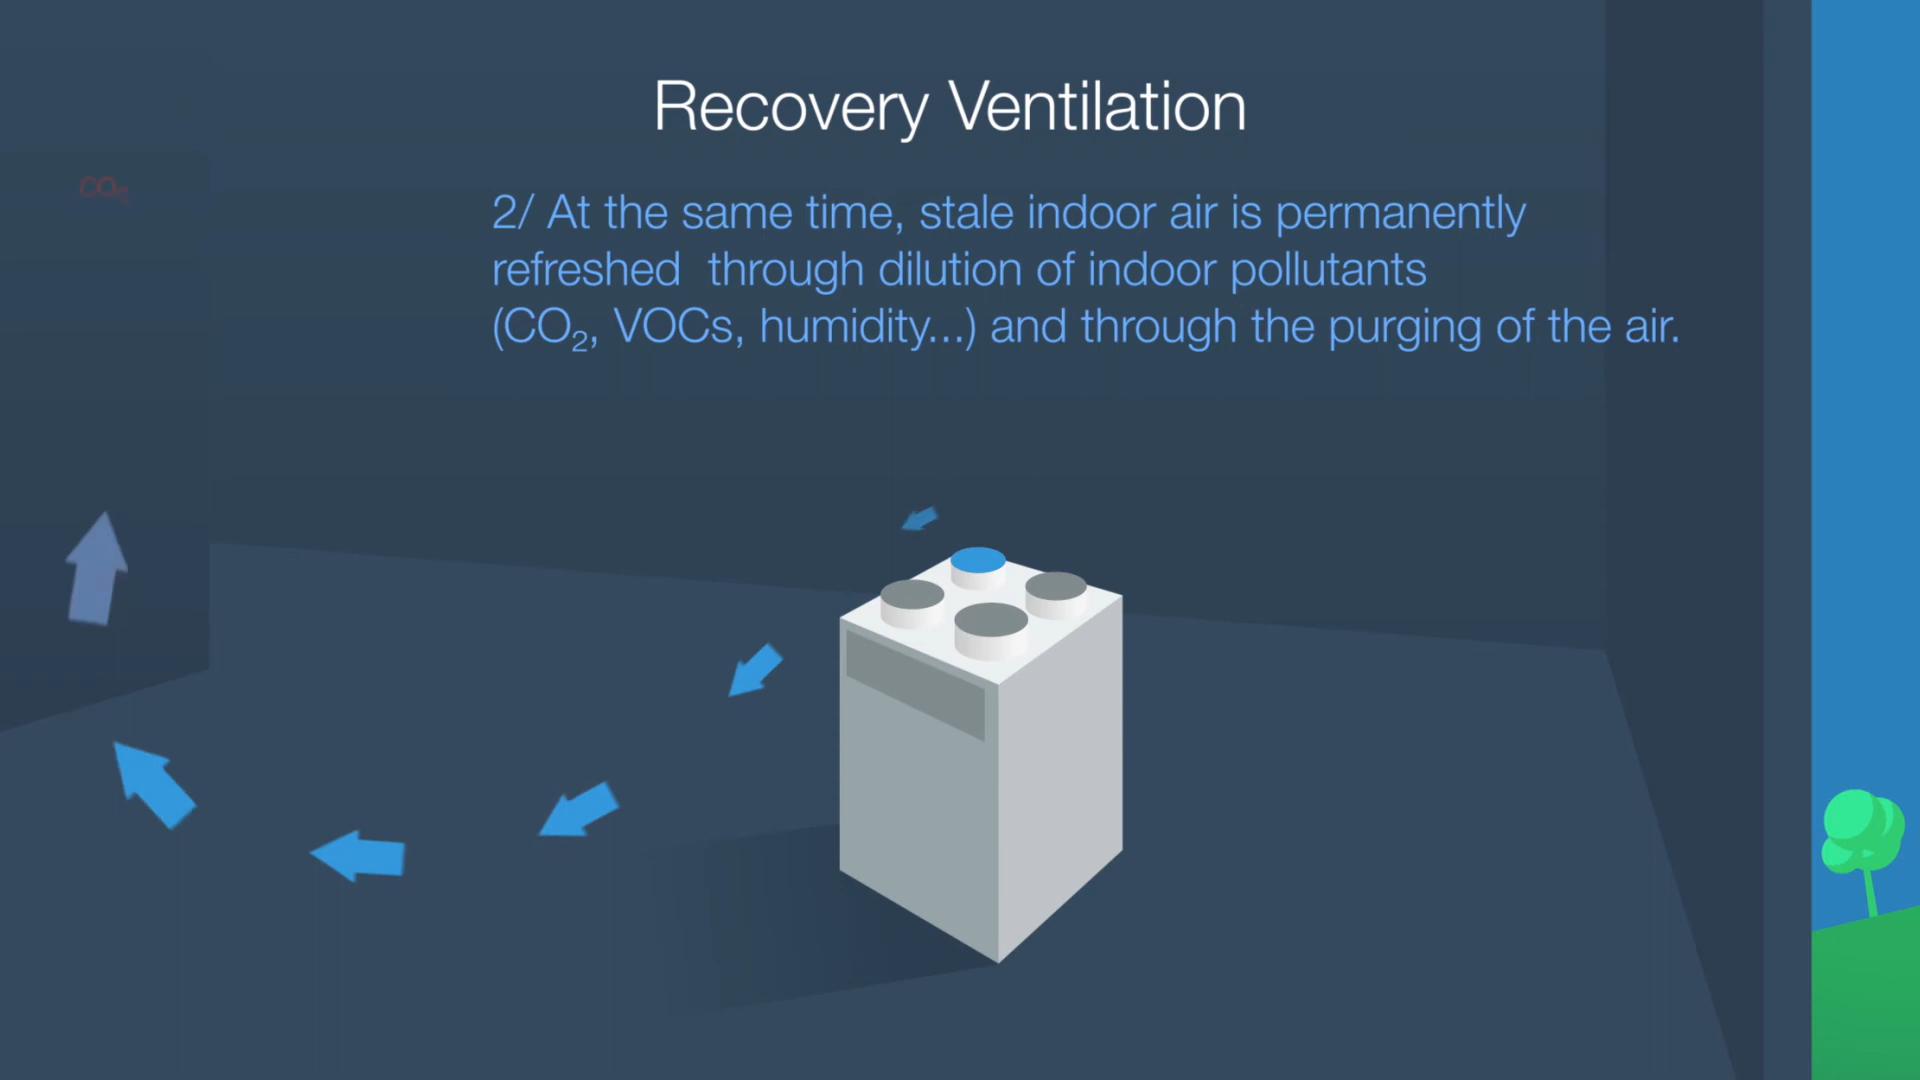 Recovery Ventilation
2/ At the same time, stale indoor air is permanently
refreshed  through dilution of indoor pollutants
(CO₂, VOCs, humidity...) and through the purging of the air.